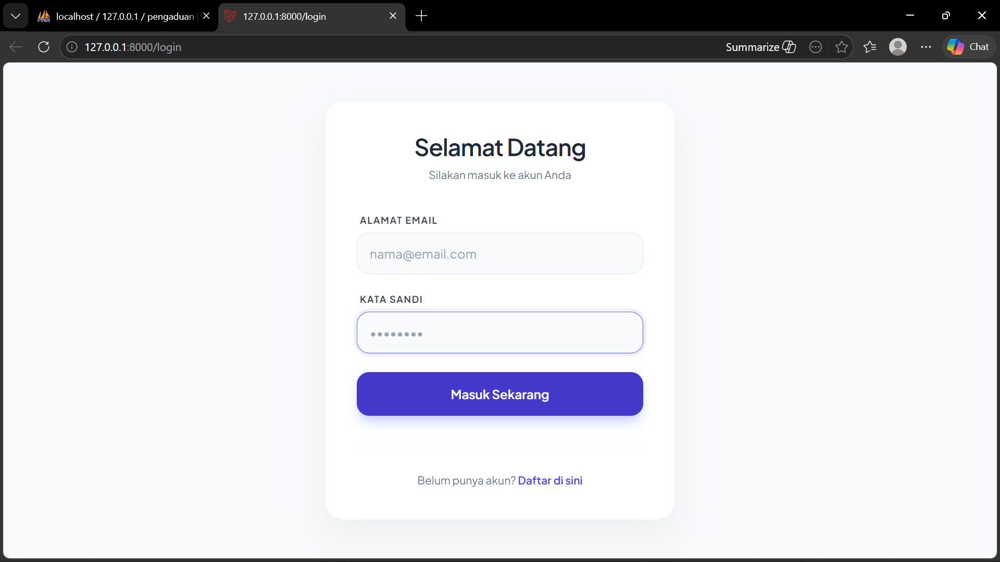 localhost / 127.0.0.1 / pengaduan
127.0.0.1:8000/login
127.0.0.1:8000/login
Summarize
Chat
Selamat Datang
Silakan masuk ke akun Anda
ALAMAT EMAIL
nama@email.com
KATA SANDI
••••••••
Masuk Sekarang
Belum punya akun? Daftar di sini